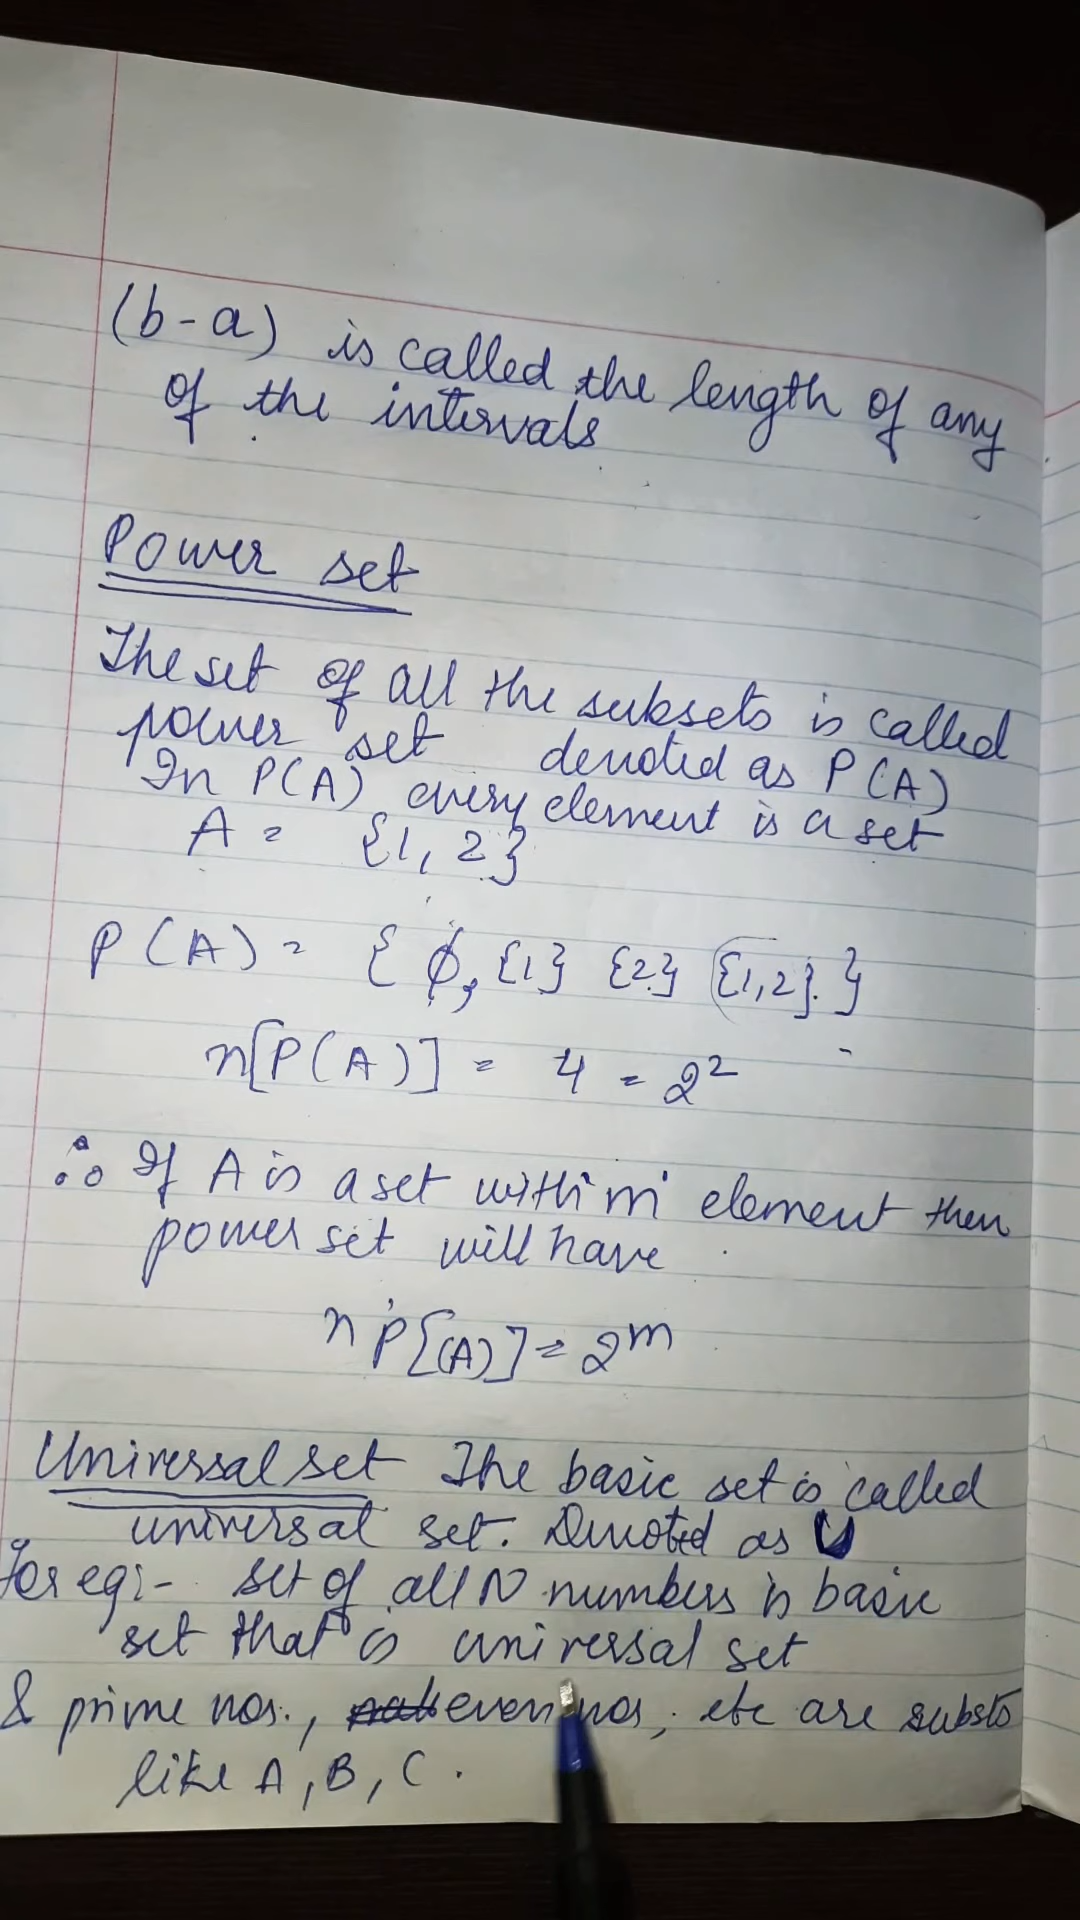 (b-a) is called the length of any
of the intervals
Power set
The set of all the subsets is called
power set denoted as P(A)
In P(A) every element is a set
A = {1, 2}
P(A) = { ϕ, {1} {2} {1,2} }
n[P(A)] = 4 = 2²
∴ If A is a set with 'm' element then
power set will have
n P[(A)] = 2ᵐ
Universal set The basic set is called
universal set. Denoted as U
For eg:- set of all N numbers is basic
set that is universal set
& prime nos., even nos, etc are substs
like A, B, C.